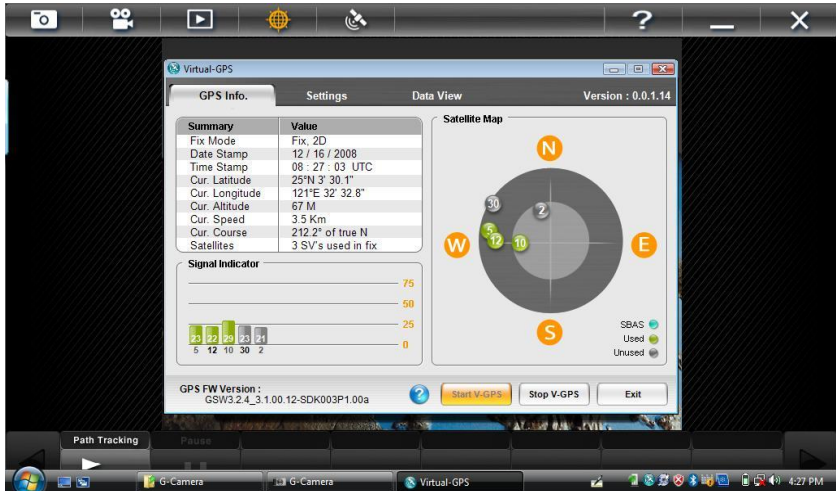 ?
Virtual-GPS
GPS Info. Settings Data View Version : 0.0.1.14
Summary Value
Fix Mode Fix, 2D
Date Stamp 12 / 16 / 2008
Time Stamp 08 : 27 : 03 UTC
Cur. Latitude 25°N 3' 30.1"
Cur. Longitude 121°E 32' 32.8"
Cur. Altitude 67 M
Cur. Speed 3.5 Km
Cur. Course 212.2° of true N
Satellites 3 SV's used in fix
Signal Indicator
75
50
25
0
23 22 29 23 21
5 12 10 30 2
Satellite Map
N
30 2
5
W 12 10 E
S
SBAS
Used
Unused
GPS FW Version :
GSW3.2.4_3.1.00.12-SDK003P1.00a
? Start V-GPS Stop V-GPS Exit
Path Tracking Pause
G-Camera G-Camera Virtual-GPS 4:27 PM